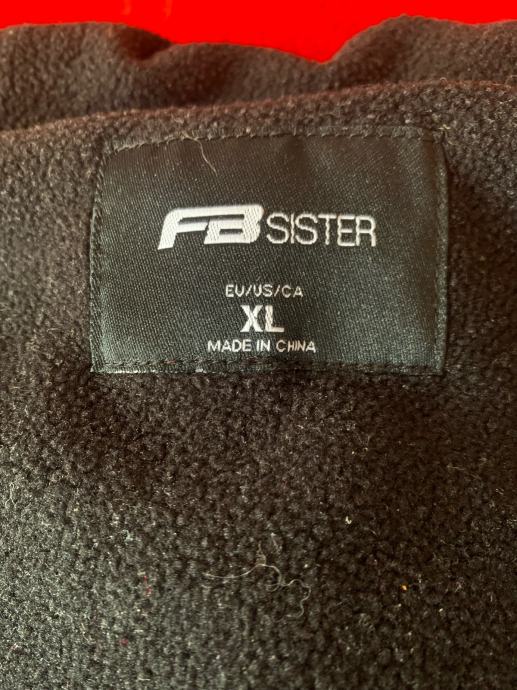 FB SISTER
EU/US/CA
XL
MADE IN CHINA